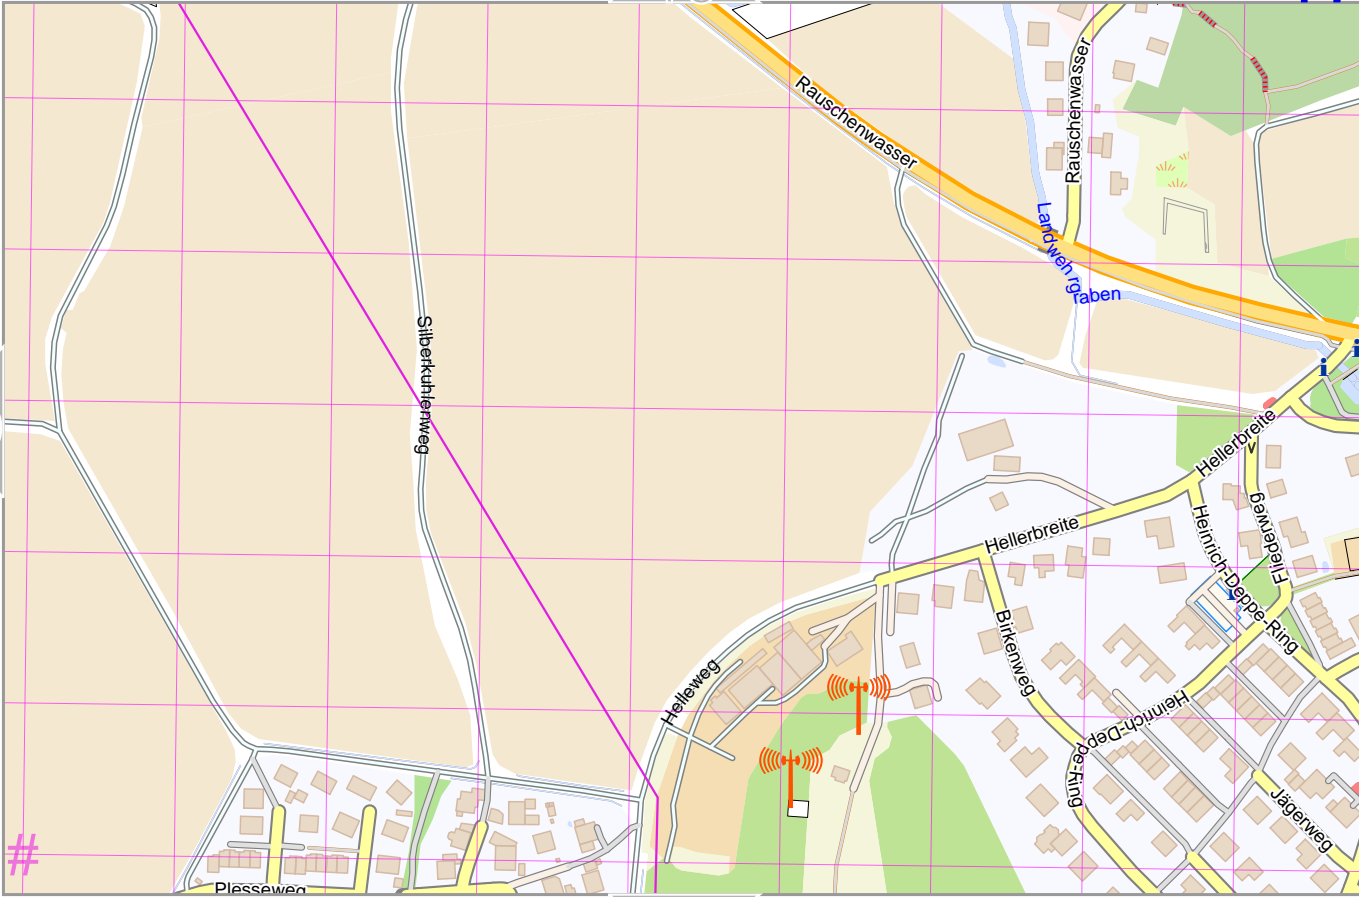 Rauschenwasser
Rauschenwasser
Landwehrgraben
Silberkuhlenweg
Hellerbreite
Hellerbreite
Fliederweg
Heinrich-Deppe-Ring
Birkenweg
Helleweg
Heinrich-Deppe-Ring
Jägerweg
Plesseweg
i
i
#